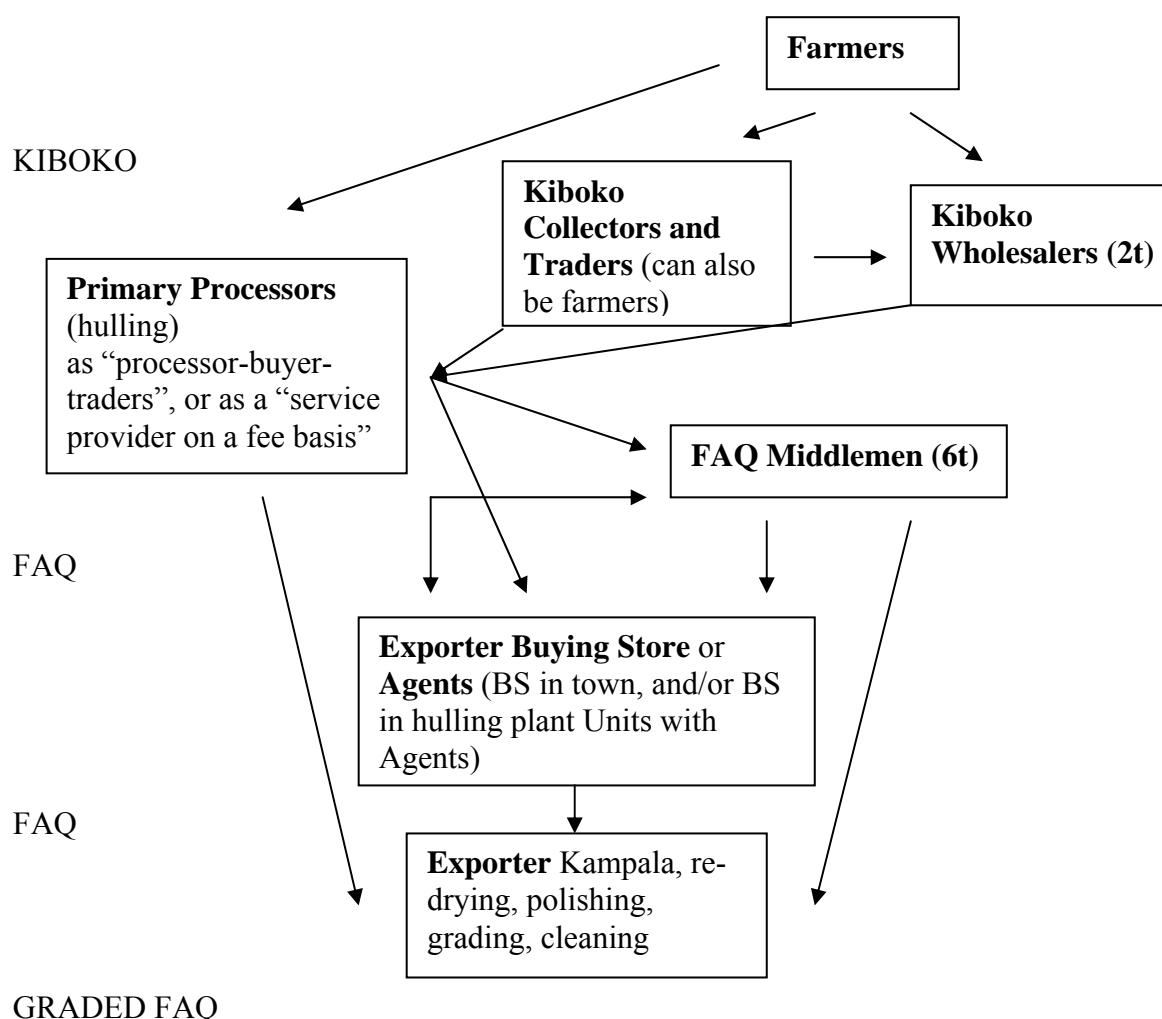 Farmers
KIBOKO
Kiboko
Collectors and
Traders (can also
be farmers)
Kiboko
Wholesalers (2t)
Primary Processors
(hulling)
as “processor-buyer-
traders”, or as a “service
provider on a fee basis”
FAQ Middlemen (6t)
FAQ
Exporter Buying Store or
Agents (BS in town, and/or BS
in hulling plant Units with
Agents)
FAQ
Exporter Kampala, re-
drying, polishing,
grading, cleaning
GRADED FAQ